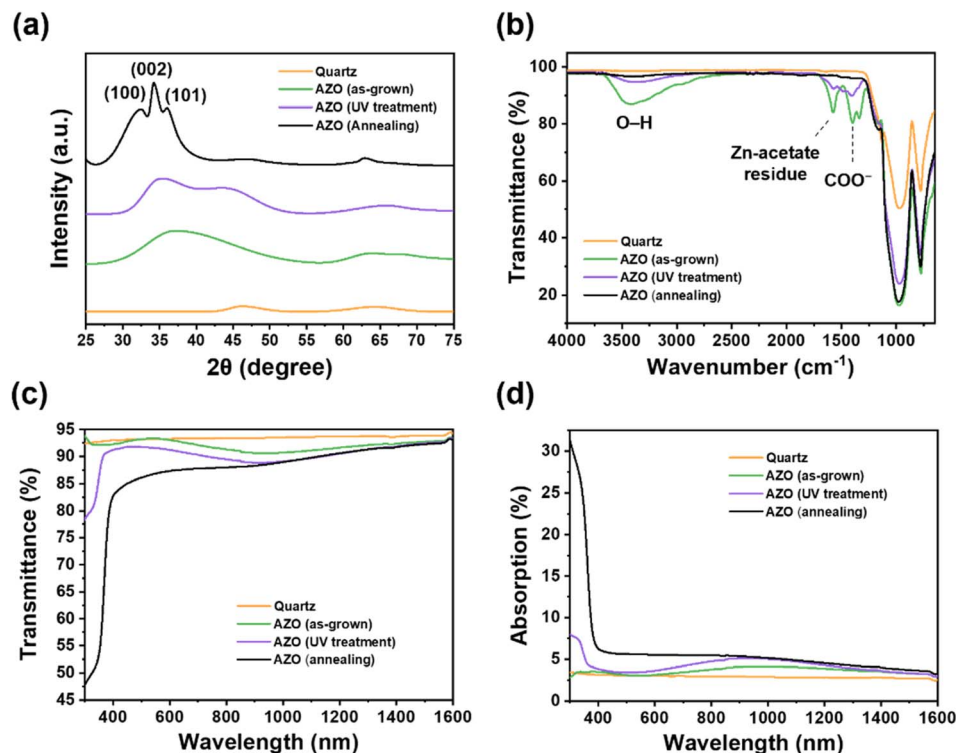 (a)
(002)
(100)
(101)
Quartz
AZO (as-grown)
AZO (UV treatment)
AZO (Annealing)
Intensity (a.u.)
25 30 35 40 45 50 55 60 65 70 75
2θ (degree)
(b)
100
80
60
40
20
O–H
Zn-acetate
residue
COO⁻
Quartz
AZO (as-grown)
AZO (UV treatment)
AZO (annealing)
Transmittance (%)
4000 3500 3000 2500 2000 1500 1000
Wavenumber (cm⁻¹)
(c)
95
90
85
80
75
70
65
60
55
50
45
Quartz
AZO (as-grown)
AZO (UV treatment)
AZO (annealing)
Transmittance (%)
400 600 800 1000 1200 1400 1600
Wavelength (nm)
(d)
30
25
20
15
10
5
0
Quartz
AZO (as-grown)
AZO (UV treatment)
AZO (annealing)
Absorption (%)
400 600 800 1000 1200 1400 1600
Wavelength (nm)